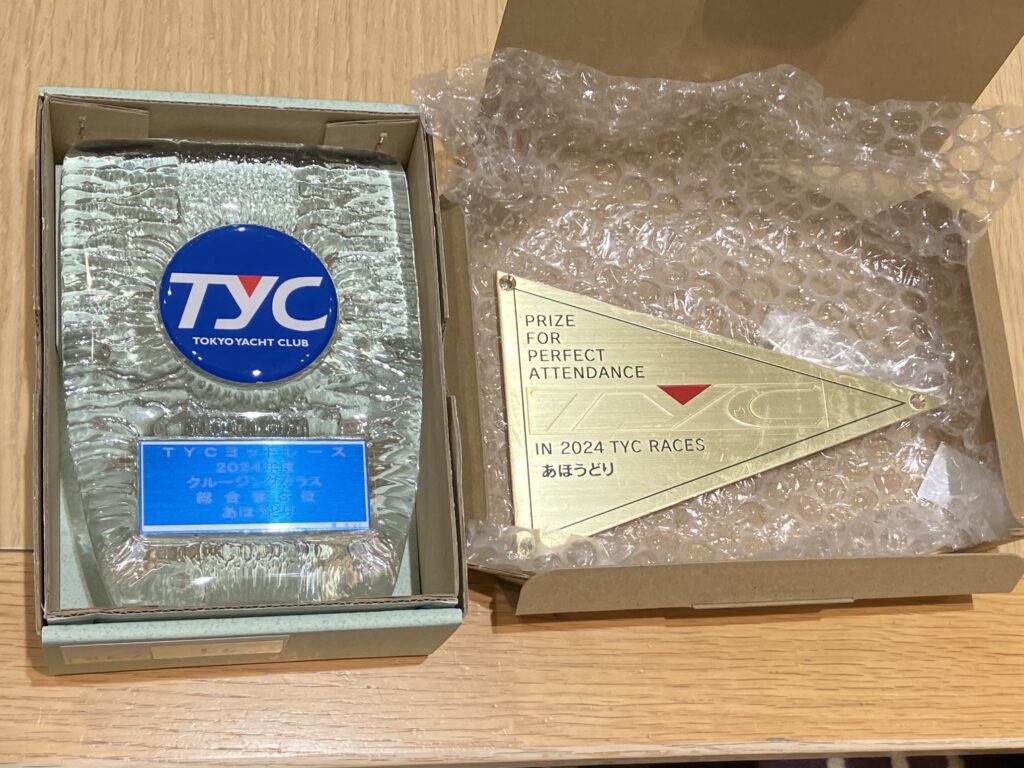 TYC
TOKYO YACHT CLUB
TYCヨットレース
2024年度
クルージングクラス
総合第 位
あほうどり
PRIZE
FOR
PERFECT
ATTENDANCE
TYC
IN 2024 TYC RACES
あほうどり